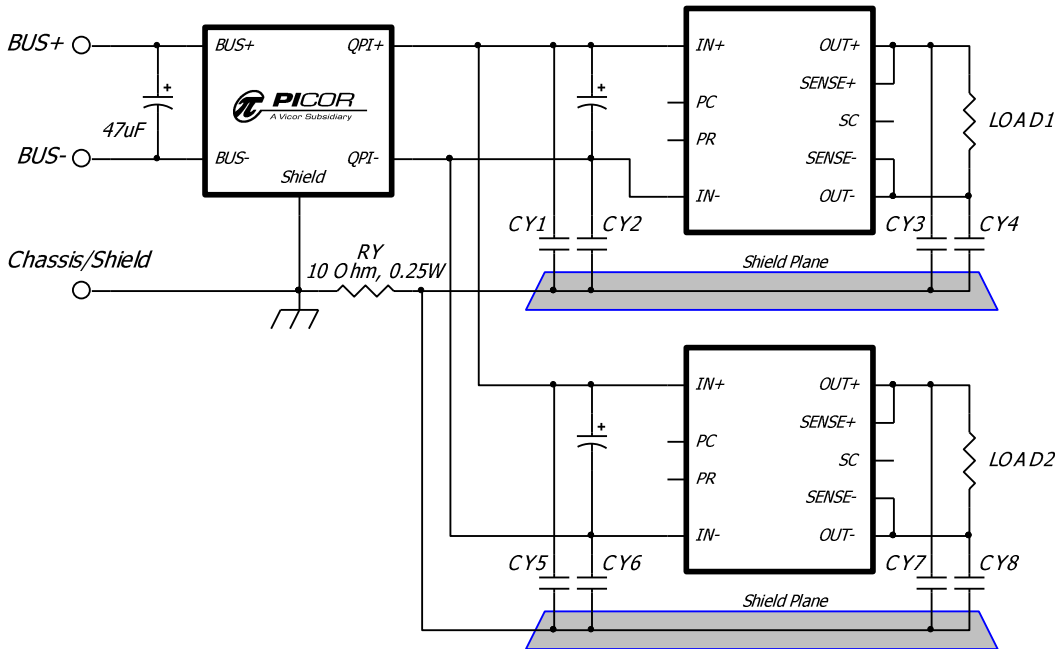 BUS+
BUS+
QPI+
IN+
OUT+
SENSE+
PC
SC
LOAD1
PICOR
A Vicor Subsidiary
47uF
PR
BUS-
BUS-
QPI-
SENSE-
Shield
IN-
OUT-
CY1
CY2
CY3
CY4
Chassis/Shield
RY
10 Ohm, 0.25W
Shield Plane
IN+
OUT+
SENSE+
PC
SC
LOAD2
PR
SENSE-
IN-
OUT-
CY5
CY6
CY7
CY8
Shield Plane